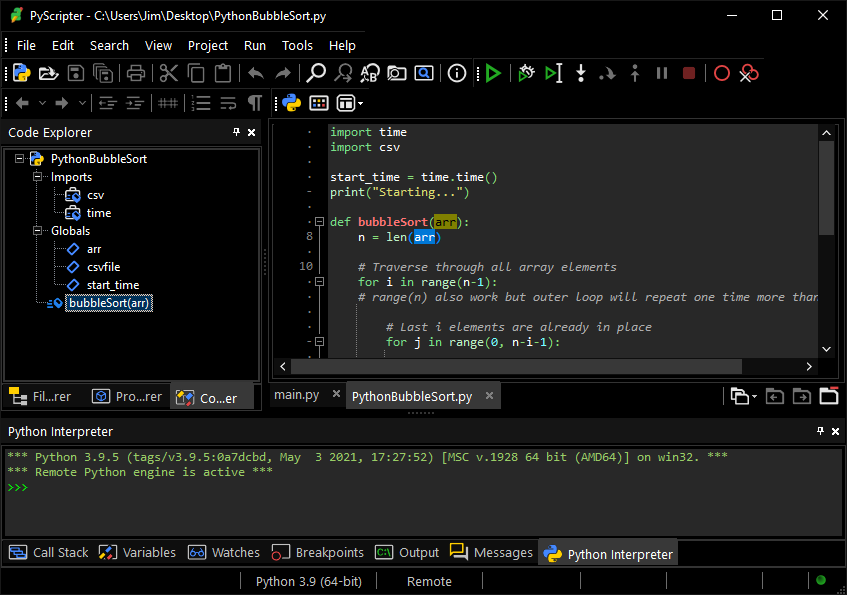 PyScripter - C:\Users\Jim\Desktop\PythonBubbleSort.py
File Edit Search View Project Run Tools Help
Code Explorer
PythonBubbleSort
Imports
csv
time
Globals
arr
csvfile
start_time
bubbleSort(arr)
Fil...rer Pro...rer Co...er
import time
import csv
start_time = time.time()
print("Starting...")
def bubbleSort(arr):
8 n = len(arr)
10 # Traverse through all array elements
for i in range(n-1):
# range(n) also work but outer loop will repeat one time more than
# Last i elements are already in place
for j in range(0, n-i-1):
main.py PythonBubbleSort.py
Python Interpreter
*** Python 3.9.5 (tags/v3.9.5:0a7dcbd, May  3 2021, 17:27:52) [MSC v.1928 64 bit (AMD64)] on win32. ***
*** Remote Python engine is active ***
>>>
Call Stack Variables Watches Breakpoints Output Messages Python Interpreter
Python 3.9 (64-bit) Remote